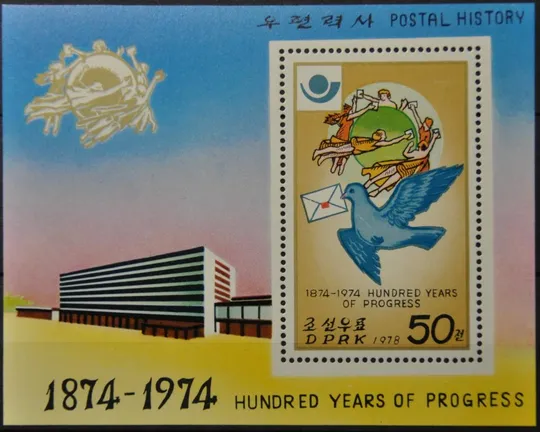 우편력사 POSTAL HISTORY
1874-1974 HUNDRED YEARS
OF PROGRESS
조선우표
DPRK 1978 50전
1874-1974 HUNDRED YEARS OF PROGRESS